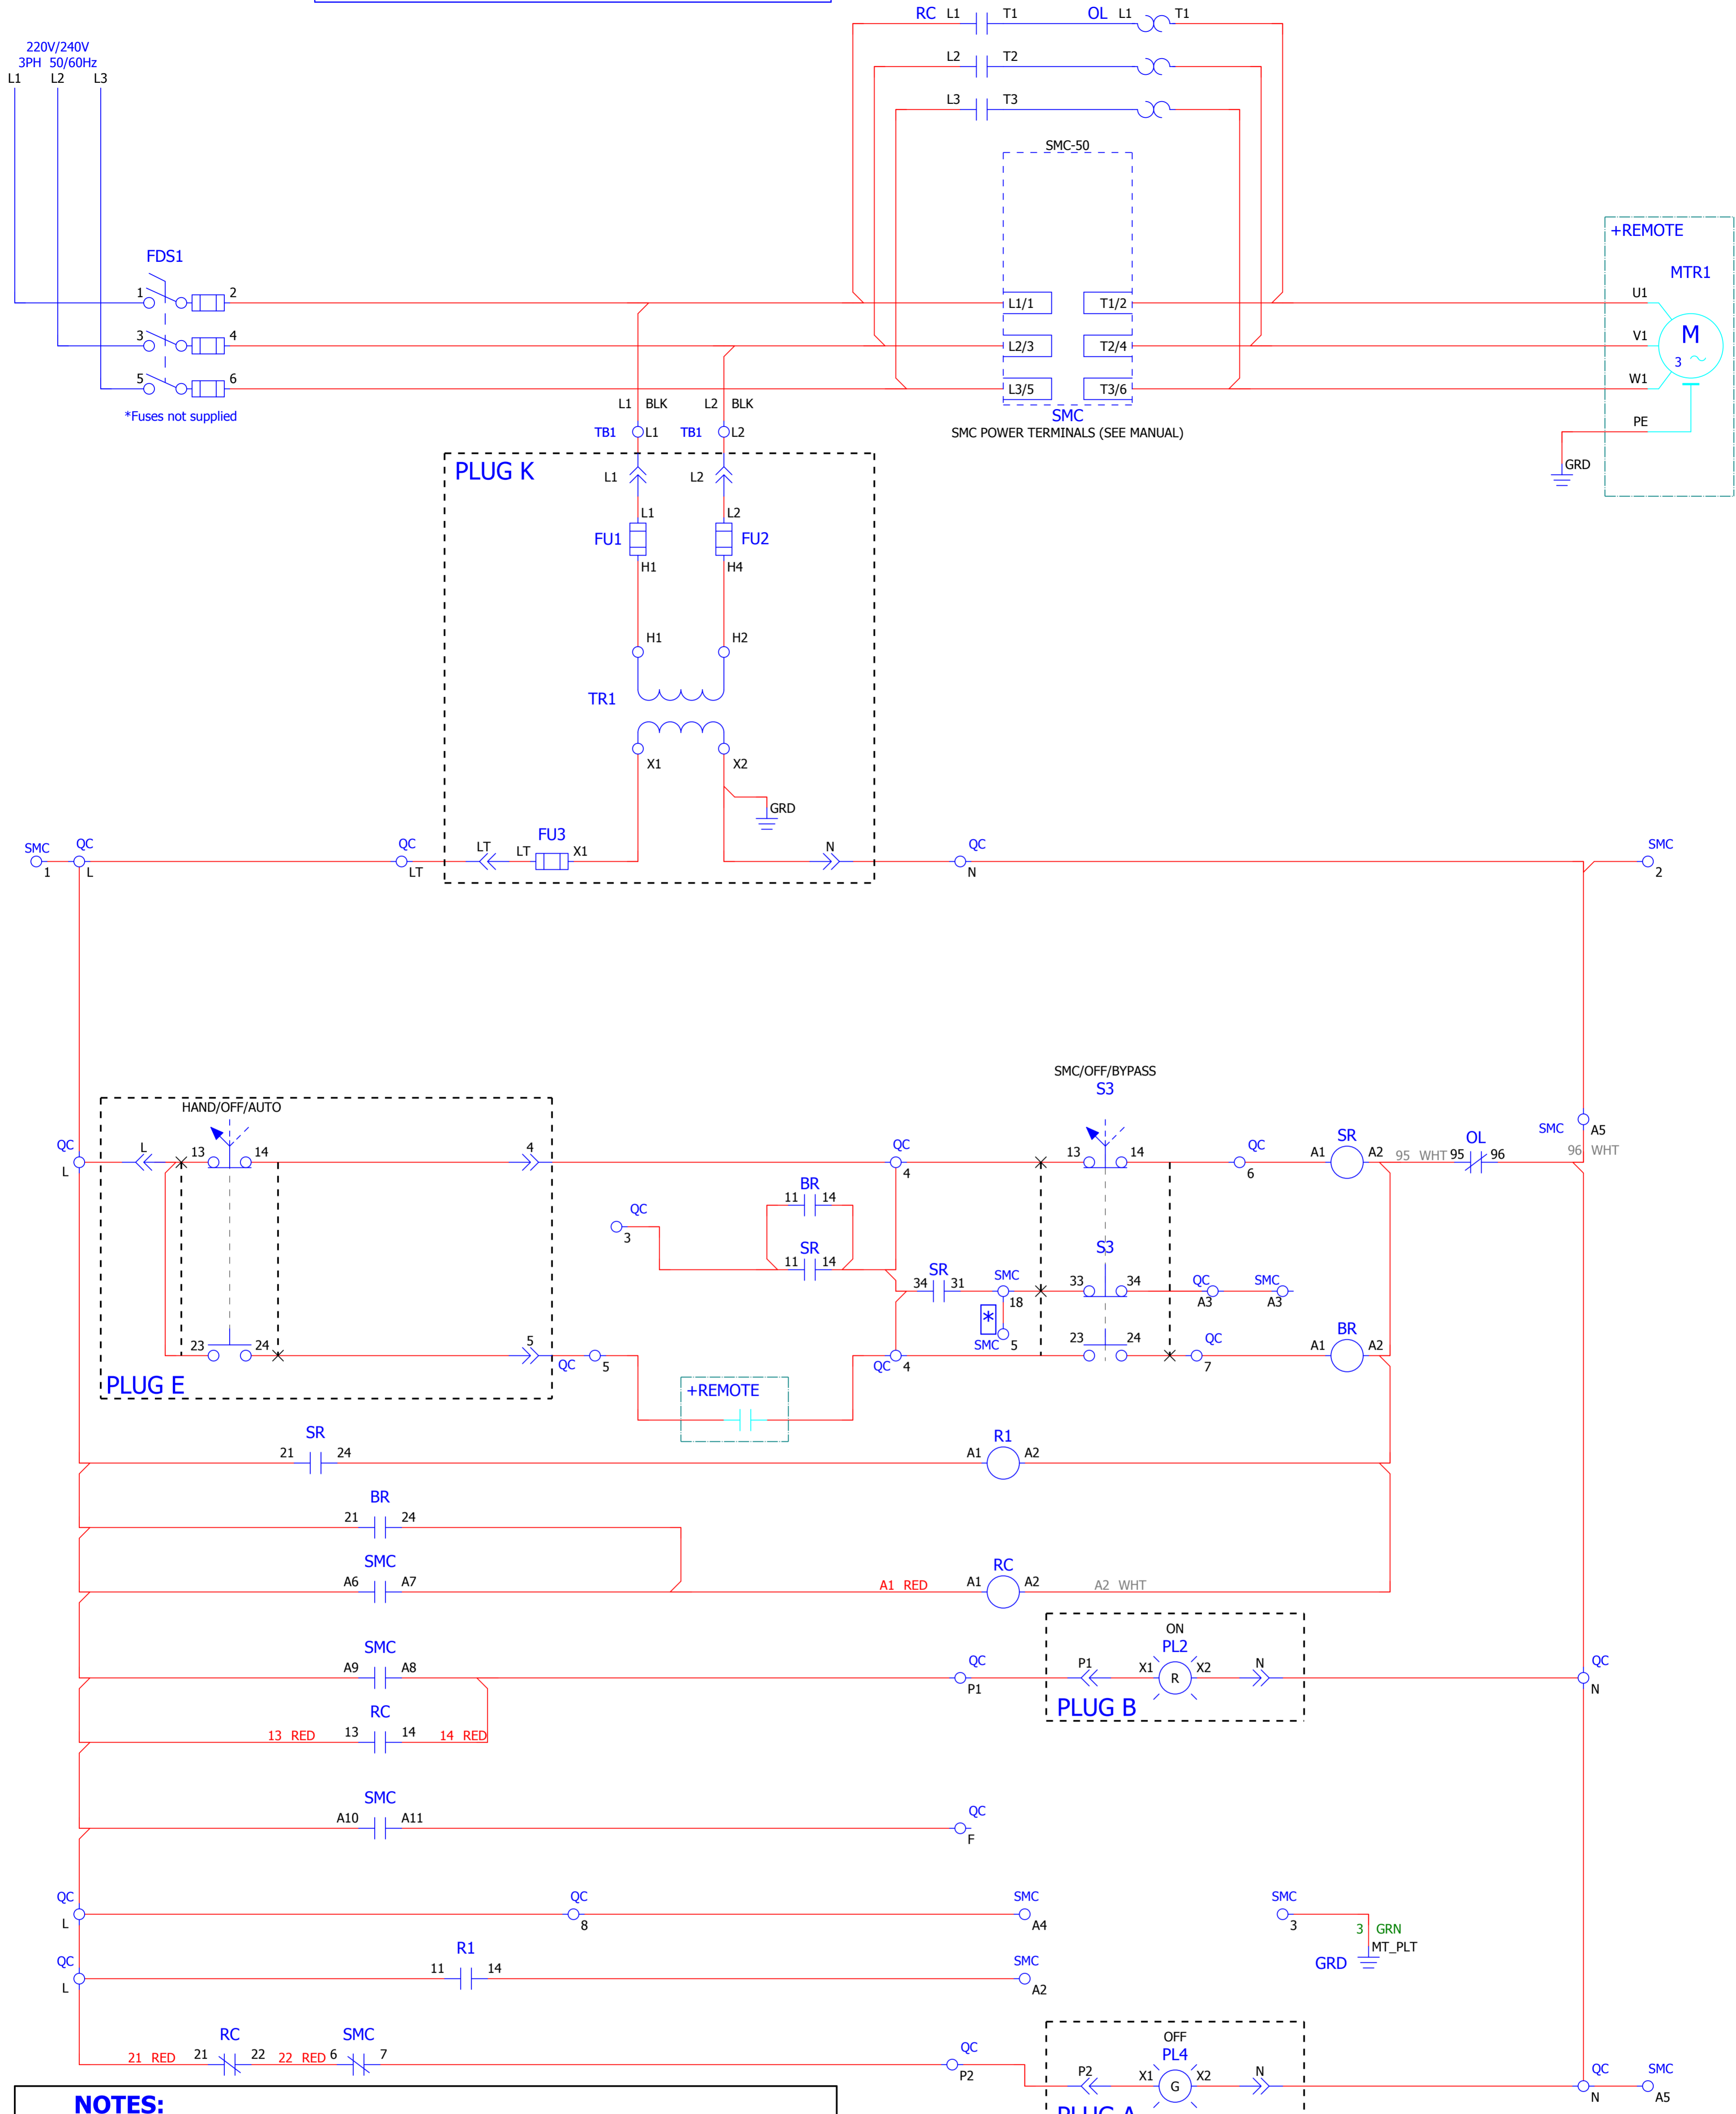 RC L1 T1 OL L1 T1
220V/240V
3PH 50/60Hz
L1 L2 L3
L2 T2
L3 T3
SMC-50
+REMOTE
MTR1
FDS1
1 2 L1/1 T1/2 U1
3 4 L2/3 T2/4 V1
M
3
5 6 L3/5 T3/6 W1
*Fuses not supplied
L1 BLK L2 BLK
SMC
SMC POWER TERMINALS (SEE MANUAL)
PE
TB1 L1 TB1 L2
GRD
PLUG K
L1 L2
L1 L2
FU1 FU2
H1 H4
H1 H2
TR1
X1 X2
GRD
SMC QC QC LT LT FU3 X1 N QC SMC
1 L LT N 2
SMC/OFF/BYPASS
S3
HAND/OFF/AUTO
SMC A5
QC L 13 14 4 QC 13 14 QC SR OL
A1 A2 95 WHT 95 96 96 WHT
L 4 6
BR
11 14
QC
3
SR
11 14
S3
SR
34 31 SMC 33 34 QC SMC
18 A3 A3
*
SMC 5
23 24 5 QC 5 QC 4 23 24 QC BR
A1 A2
7
PLUG E
+REMOTE
SR R1
21 24 A1 A2
BR
21 24
SMC RC
A6 A7 A1 RED A1 A2 A2 WHT
ON
SMC PL2
A9 A8 QC P1 X1 R X2 N QC
P1 N
PLUG B
RC
13 RED 13 14 14 RED
SMC
A10 A11 QC
F
QC QC SMC SMC
L 8 A4 3
3 GRN
MT_PLT
GRD
QC R1 SMC
L 11 14 A2
OFF
RC SMC PL4
21 RED 21 22 22 RED 6 7 QC
P2 P2 X1 G X2 N QC SMC
N A5
NOTES:
PLUG A